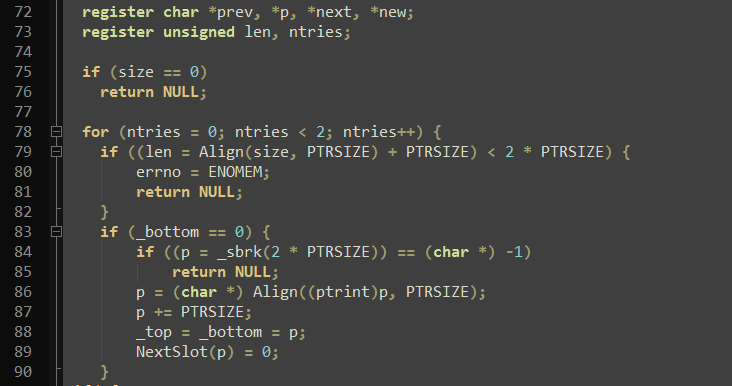 72 register char *prev, *p, *next, *new;
73 register unsigned len, ntries;
74
75 if (size == 0)
76 return NULL;
77
78 for (ntries = 0; ntries < 2; ntries++) {
79 if ((len = Align(size, PTRSIZE) + PTRSIZE) < 2 * PTRSIZE) {
80 errno = ENOMEM;
81 return NULL;
82 }
83 if (_bottom == 0) {
84 if ((p = _sbrk(2 * PTRSIZE)) == (char *) -1)
85 return NULL;
86 p = (char *) Align((ptrint)p, PTRSIZE);
87 p += PTRSIZE;
88 _top = _bottom = p;
89 NextSlot(p) = 0;
90 }